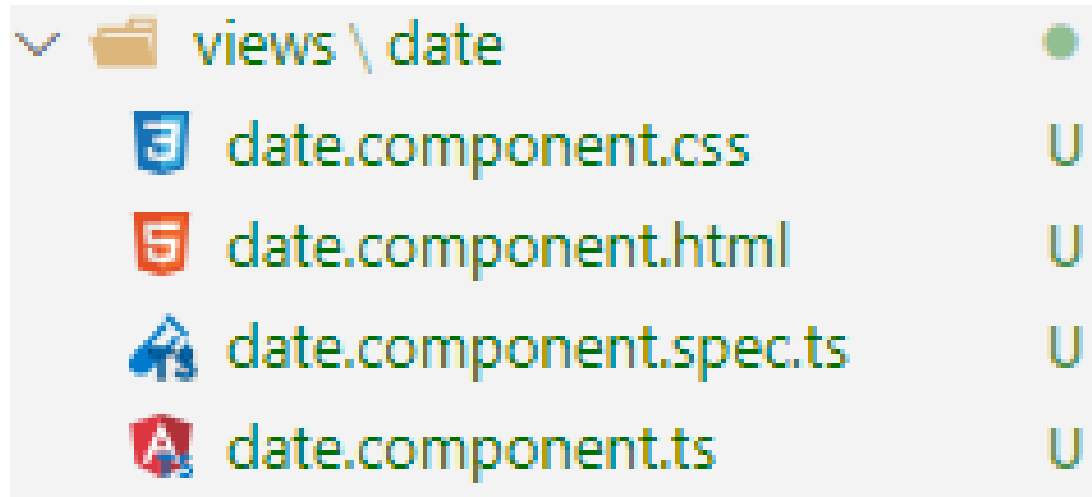 views \ date
date.component.css U
date.component.html U
date.component.spec.ts U
date.component.ts U